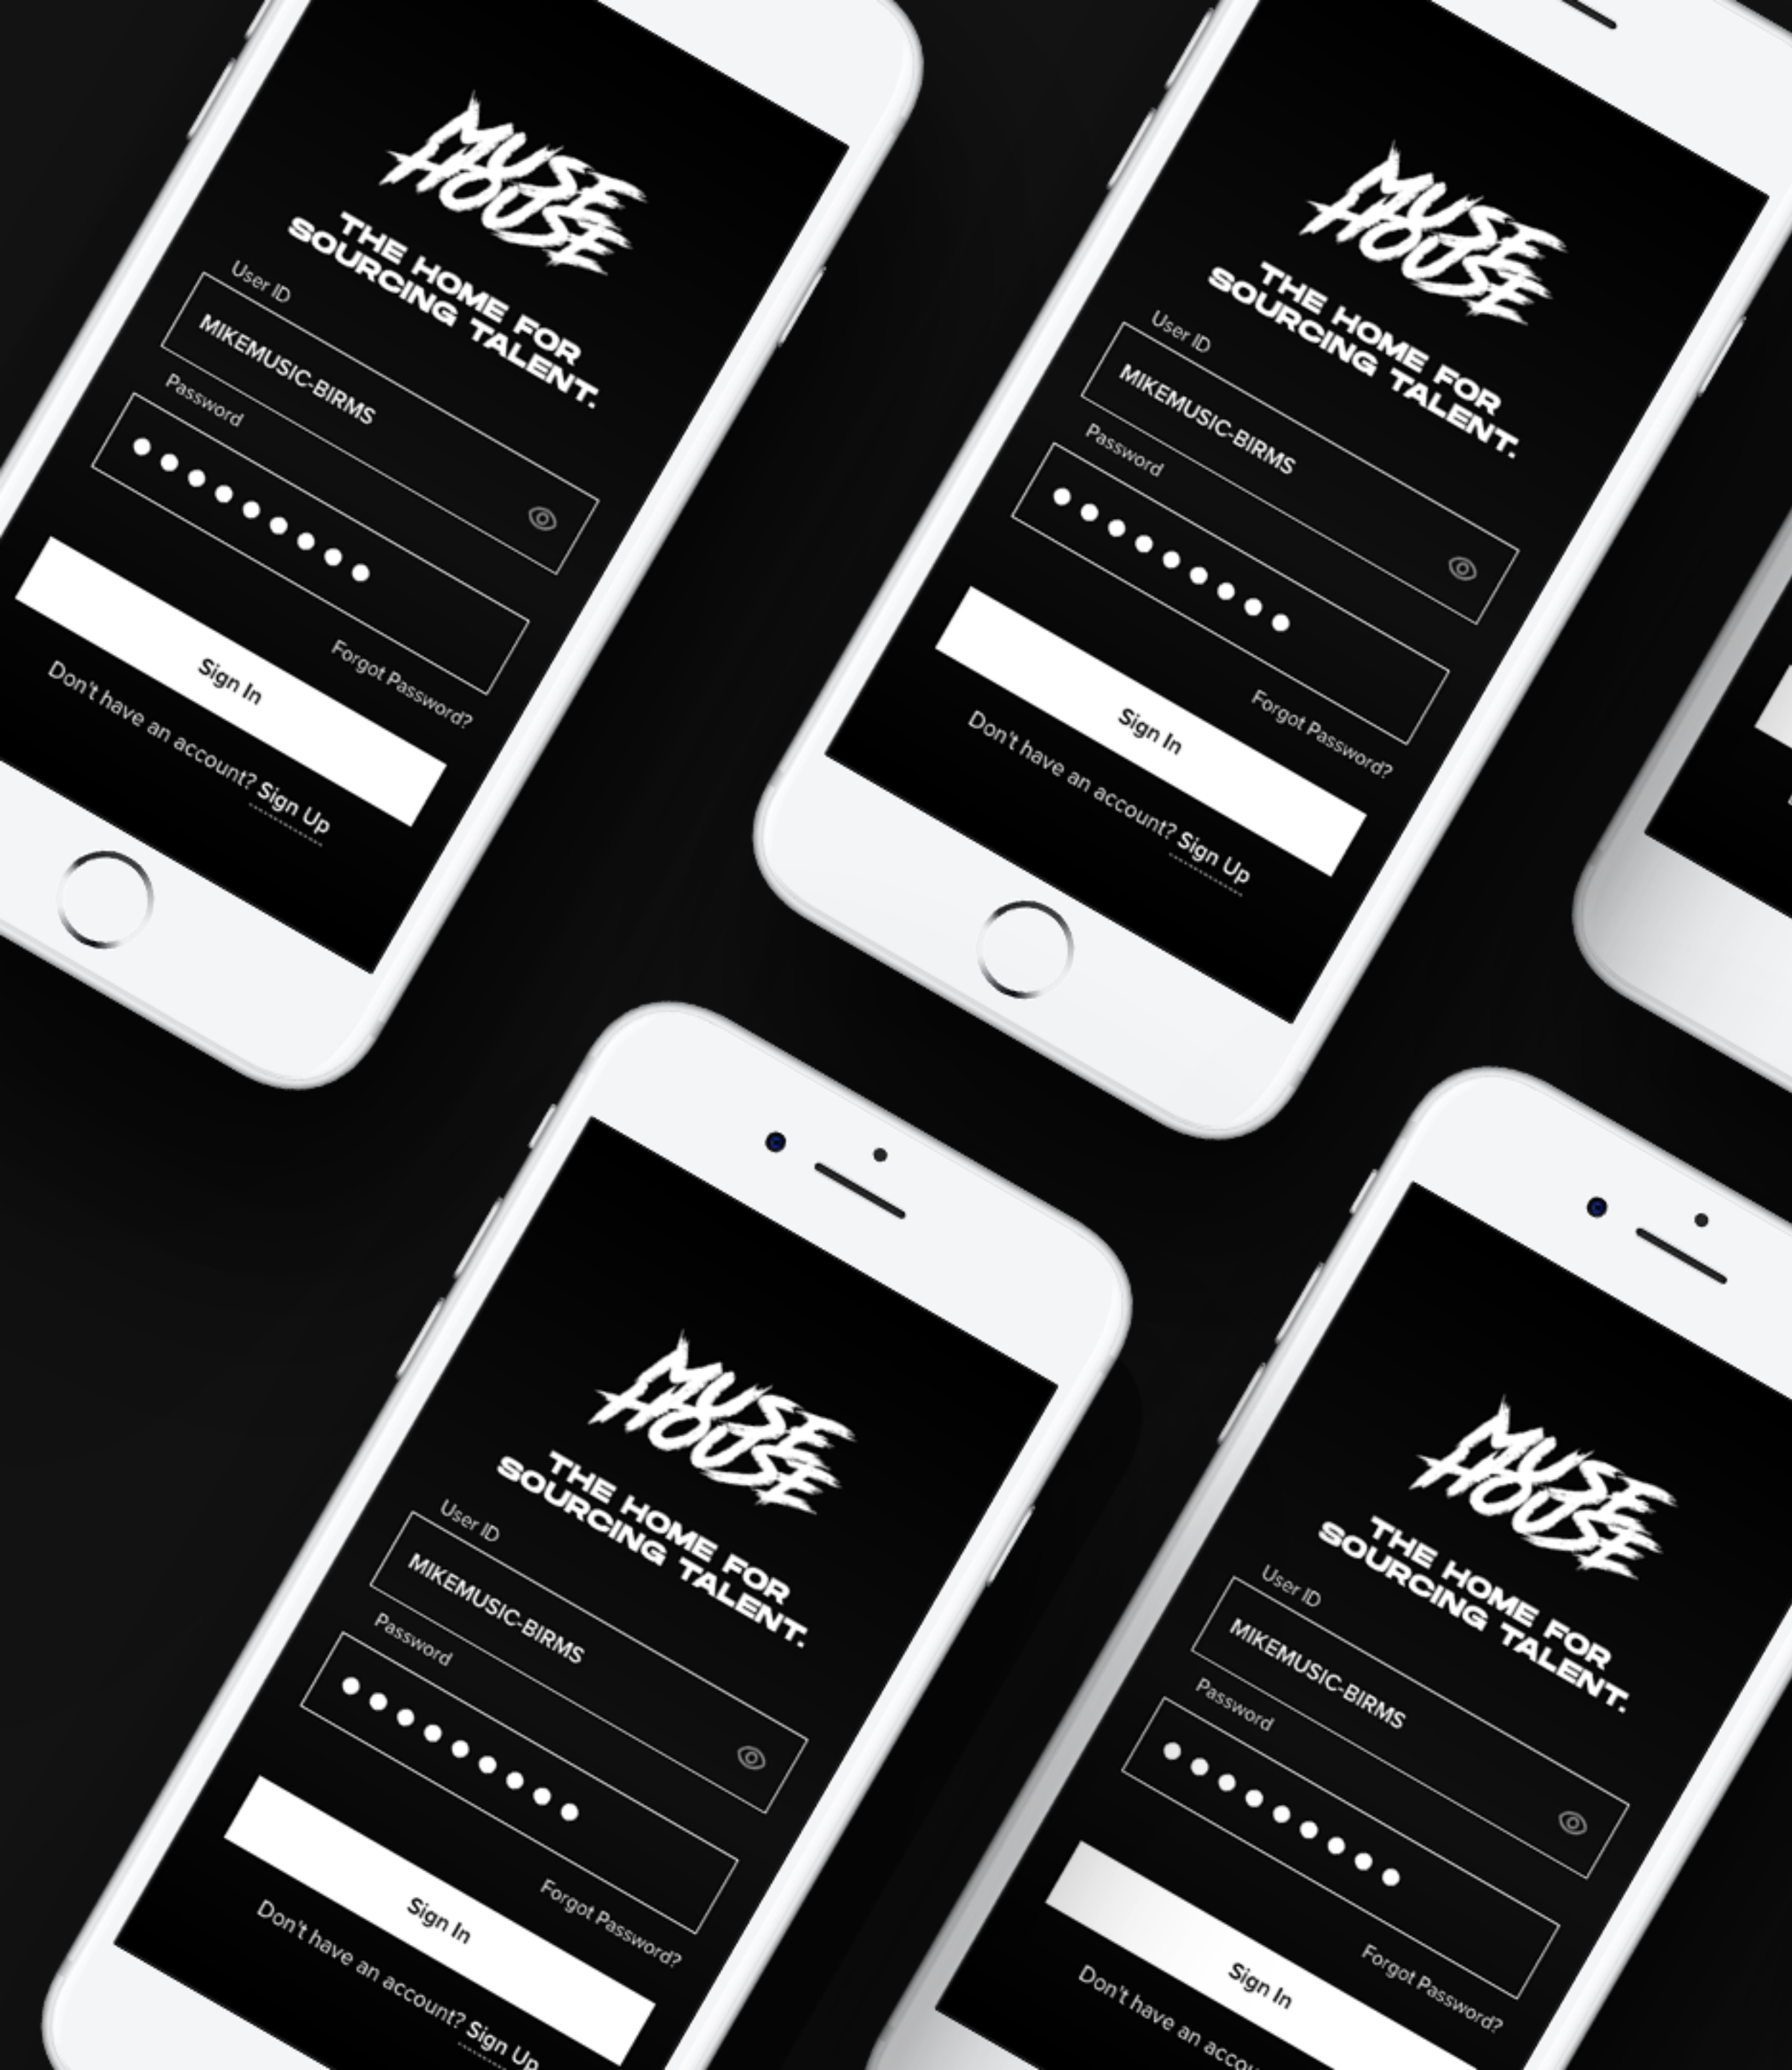 MUSE
HOUSE
THE HOME FOR
SOURCING TALENT.
User ID
MIKEMUSIC-BIRMS
Password
Forgot Password?
Sign In
Don't have an account? Sign Up
MUSE
HOUSE
THE HOME FOR
SOURCING TALENT.
User ID
MIKEMUSIC-BIRMS
Password
Forgot Password?
Sign In
Don't have an account? Sign Up
MUSE
HOUSE
THE HOME FOR
SOURCING TALENT.
User ID
MIKEMUSIC-BIRMS
Password
Forgot Password?
Sign In
Don't have an account? Sign Up
MUSE
HOUSE
THE HOME FOR
SOURCING TALENT.
User ID
MIKEMUSIC-BIRMS
Password
Forgot Password?
Sign In
Don't have an